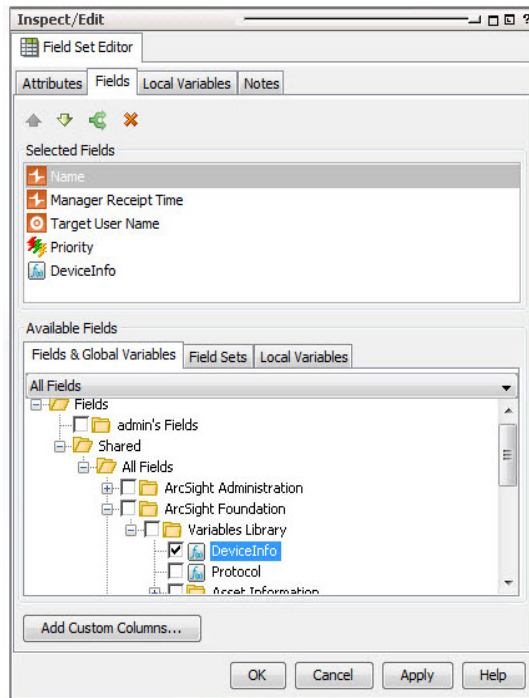 Inspect/Edit
Field Set Editor
Attributes Fields Local Variables Notes
Selected Fields
Name
Manager Receipt Time
Target User Name
Priority
DeviceInfo
Available Fields
Fields & Global Variables Field Sets Local Variables
All Fields
Fields
admin's Fields
Shared
All Fields
ArcSight Administration
ArcSight Foundation
Variables Library
DeviceInfo
Protocol
Asset Information
Add Custom Columns...
OK Cancel Apply Help